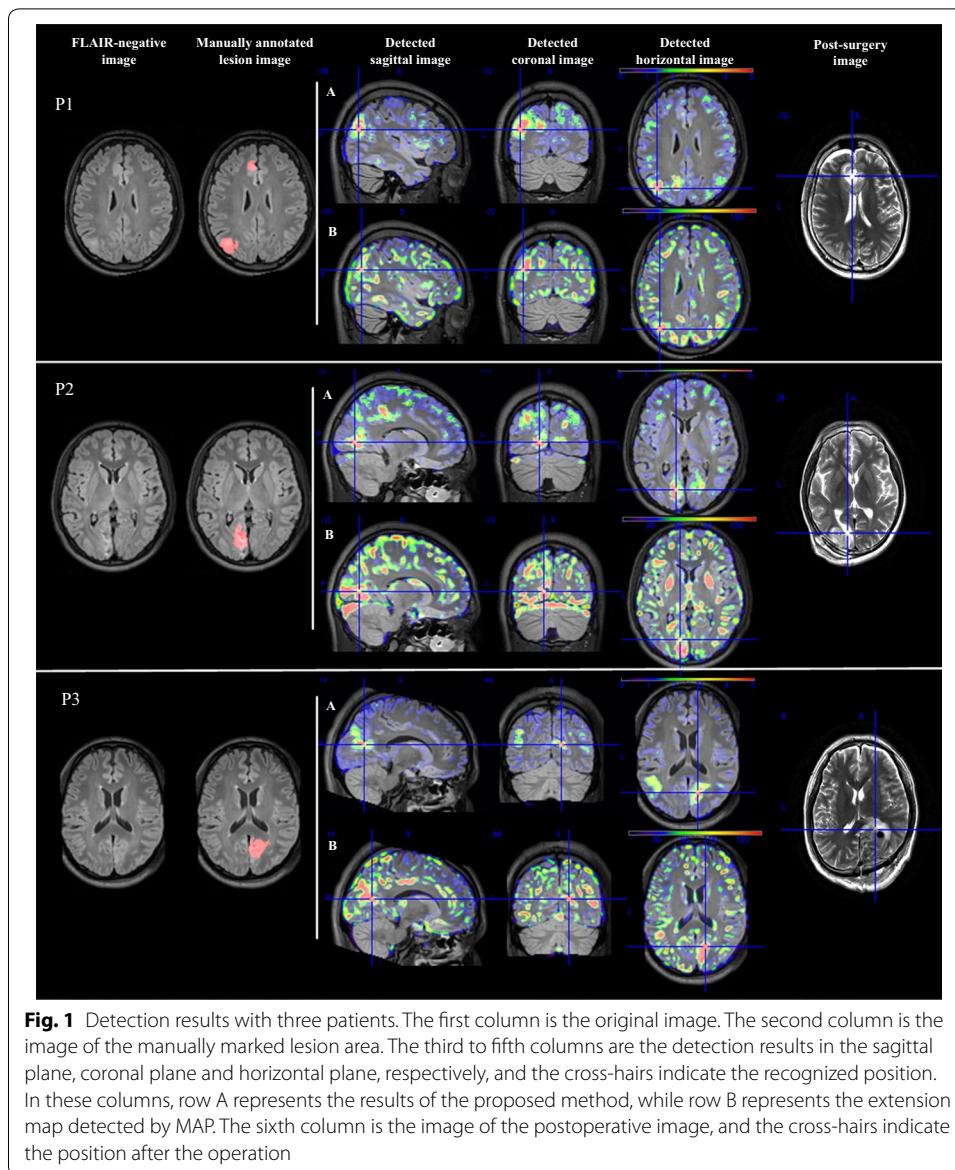 FLAIR-negative image
Manually annotated lesion image
Detected sagittal image
Detected coronal image
Detected horizontal image
Post-surgery image
P1
A
B
P2
A
B
P3
A
B
Fig. 1 Detection results with three patients. The first column is the original image. The second column is the
image of the manually marked lesion area. The third to fifth columns are the detection results in the sagittal
plane, coronal plane and horizontal plane, respectively, and the cross-hairs indicate the recognized position.
In these columns, row A represents the results of the proposed method, while row B represents the extension
map detected by MAP. The sixth column is the image of the postoperative image, and the cross-hairs indicate
the position after the operation